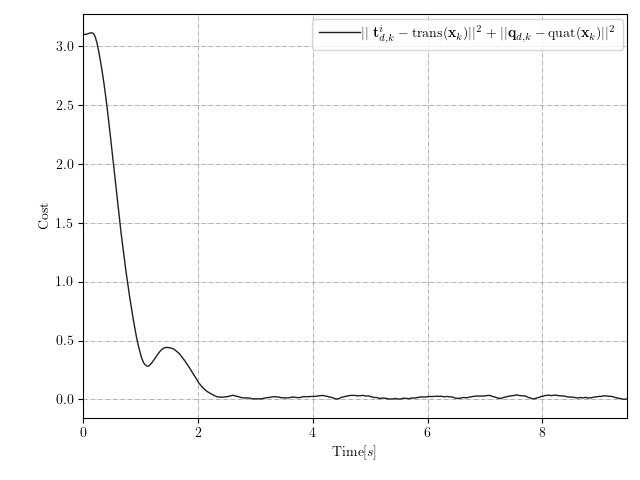 || t^i_{d,k} − trans(x_k)||^2 + ||q_{d,k} − quat(x_k)||^2
3.0
2.5
2.0
1.5
1.0
0.5
0.0
Cost
0 2 4 6 8
Time[s]